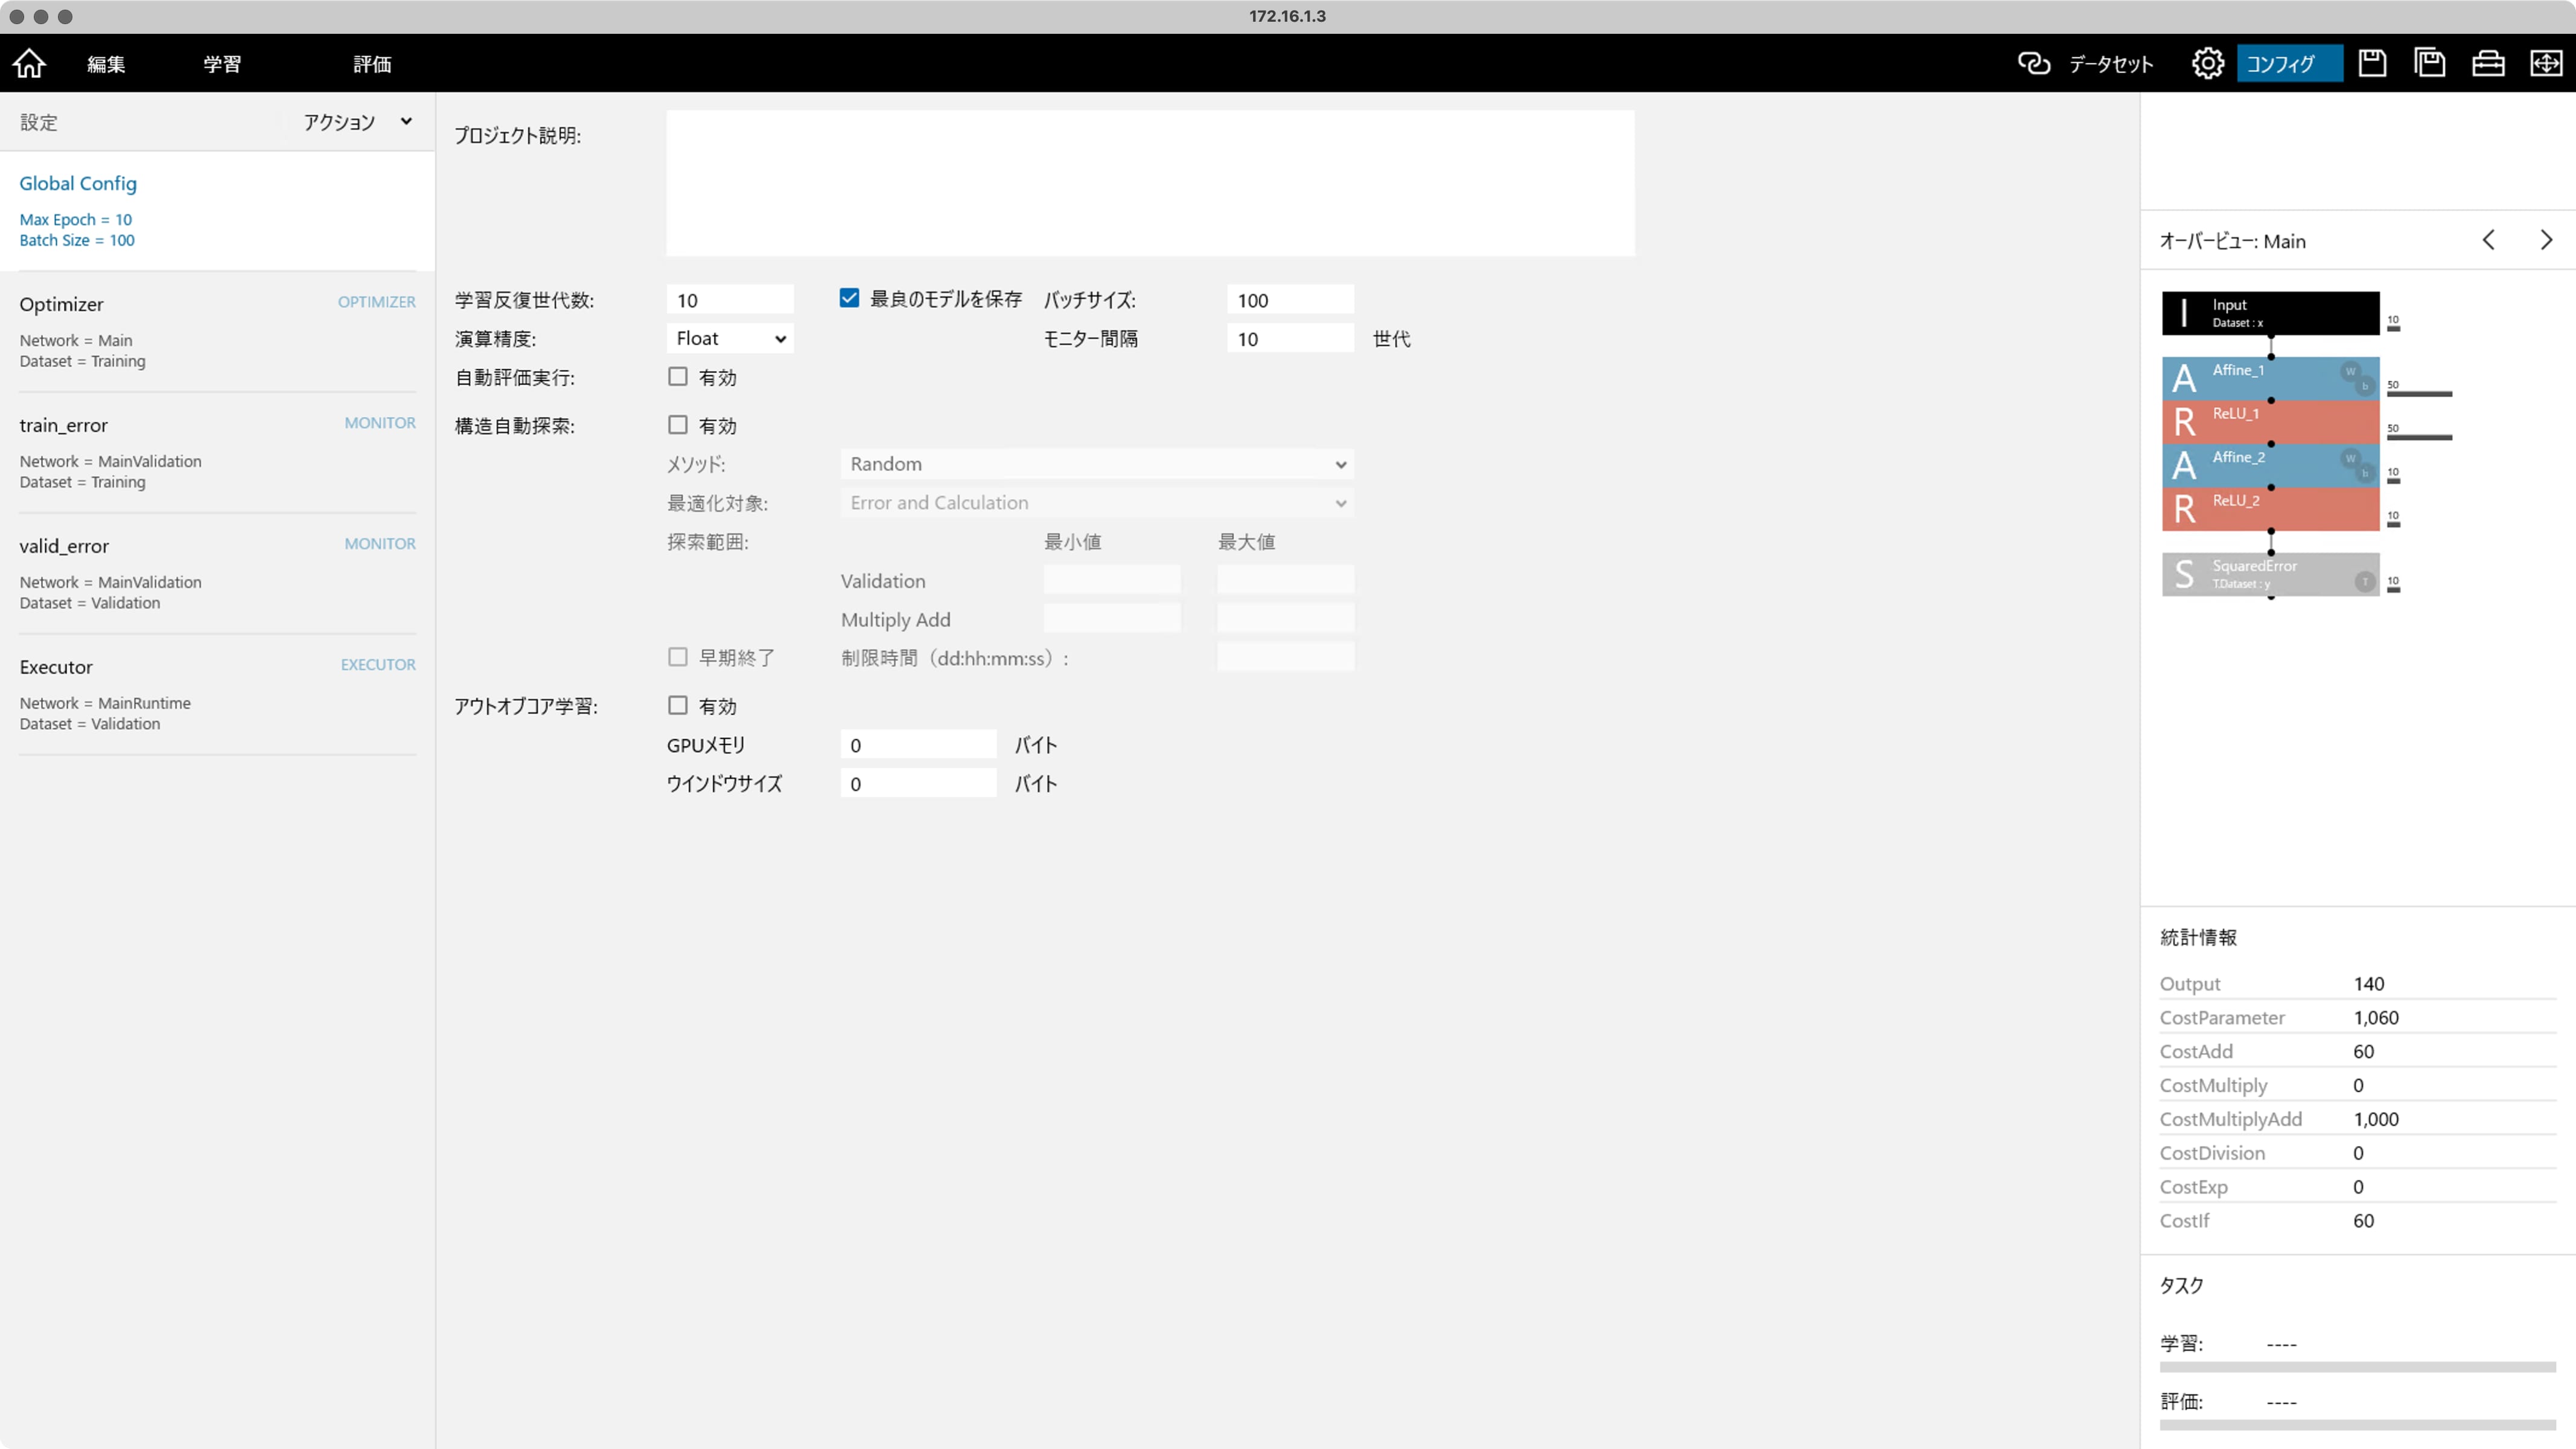 172.16.1.3
編集 学習 評価 データセット コンフィグ
設定 アクション
Global Config
Max Epoch = 10
Batch Size = 100
Optimizer OPTIMIZER
Network = Main
Dataset = Training
train_error MONITOR
Network = MainValidation
Dataset = Training
valid_error MONITOR
Network = MainValidation
Dataset = Validation
Executor EXECUTOR
Network = MainRuntime
Dataset = Validation
プロジェクト説明:
学習反復世代数: 10 最良のモデルを保存 バッチサイズ: 100
演算精度: Float モニター間隔 10 世代
自動評価実行: 有効
構造自動探索: 有効
メソッド: Random
最適化対象: Error and Calculation
探索範囲: 最小値 最大値
Validation
Multiply Add
早期終了 制限時間（dd:hh:mm:ss）:
アウトオブコア学習: 有効
GPUメモリ 0 バイト
ウインドウサイズ 0 バイト
オーバービュー: Main
I Input
Dataset : x 10
A Affine_1 W b 50
R ReLU_1 50
A Affine_2 W b 10
R ReLU_2 10
S SquaredError
T.Dataset : y T 10
統計情報
Output 140
CostParameter 1,060
CostAdd 60
CostMultiply 0
CostMultiplyAdd 1,000
CostDivision 0
CostExp 0
CostIf 60
タスク
学習: ----
評価: ----